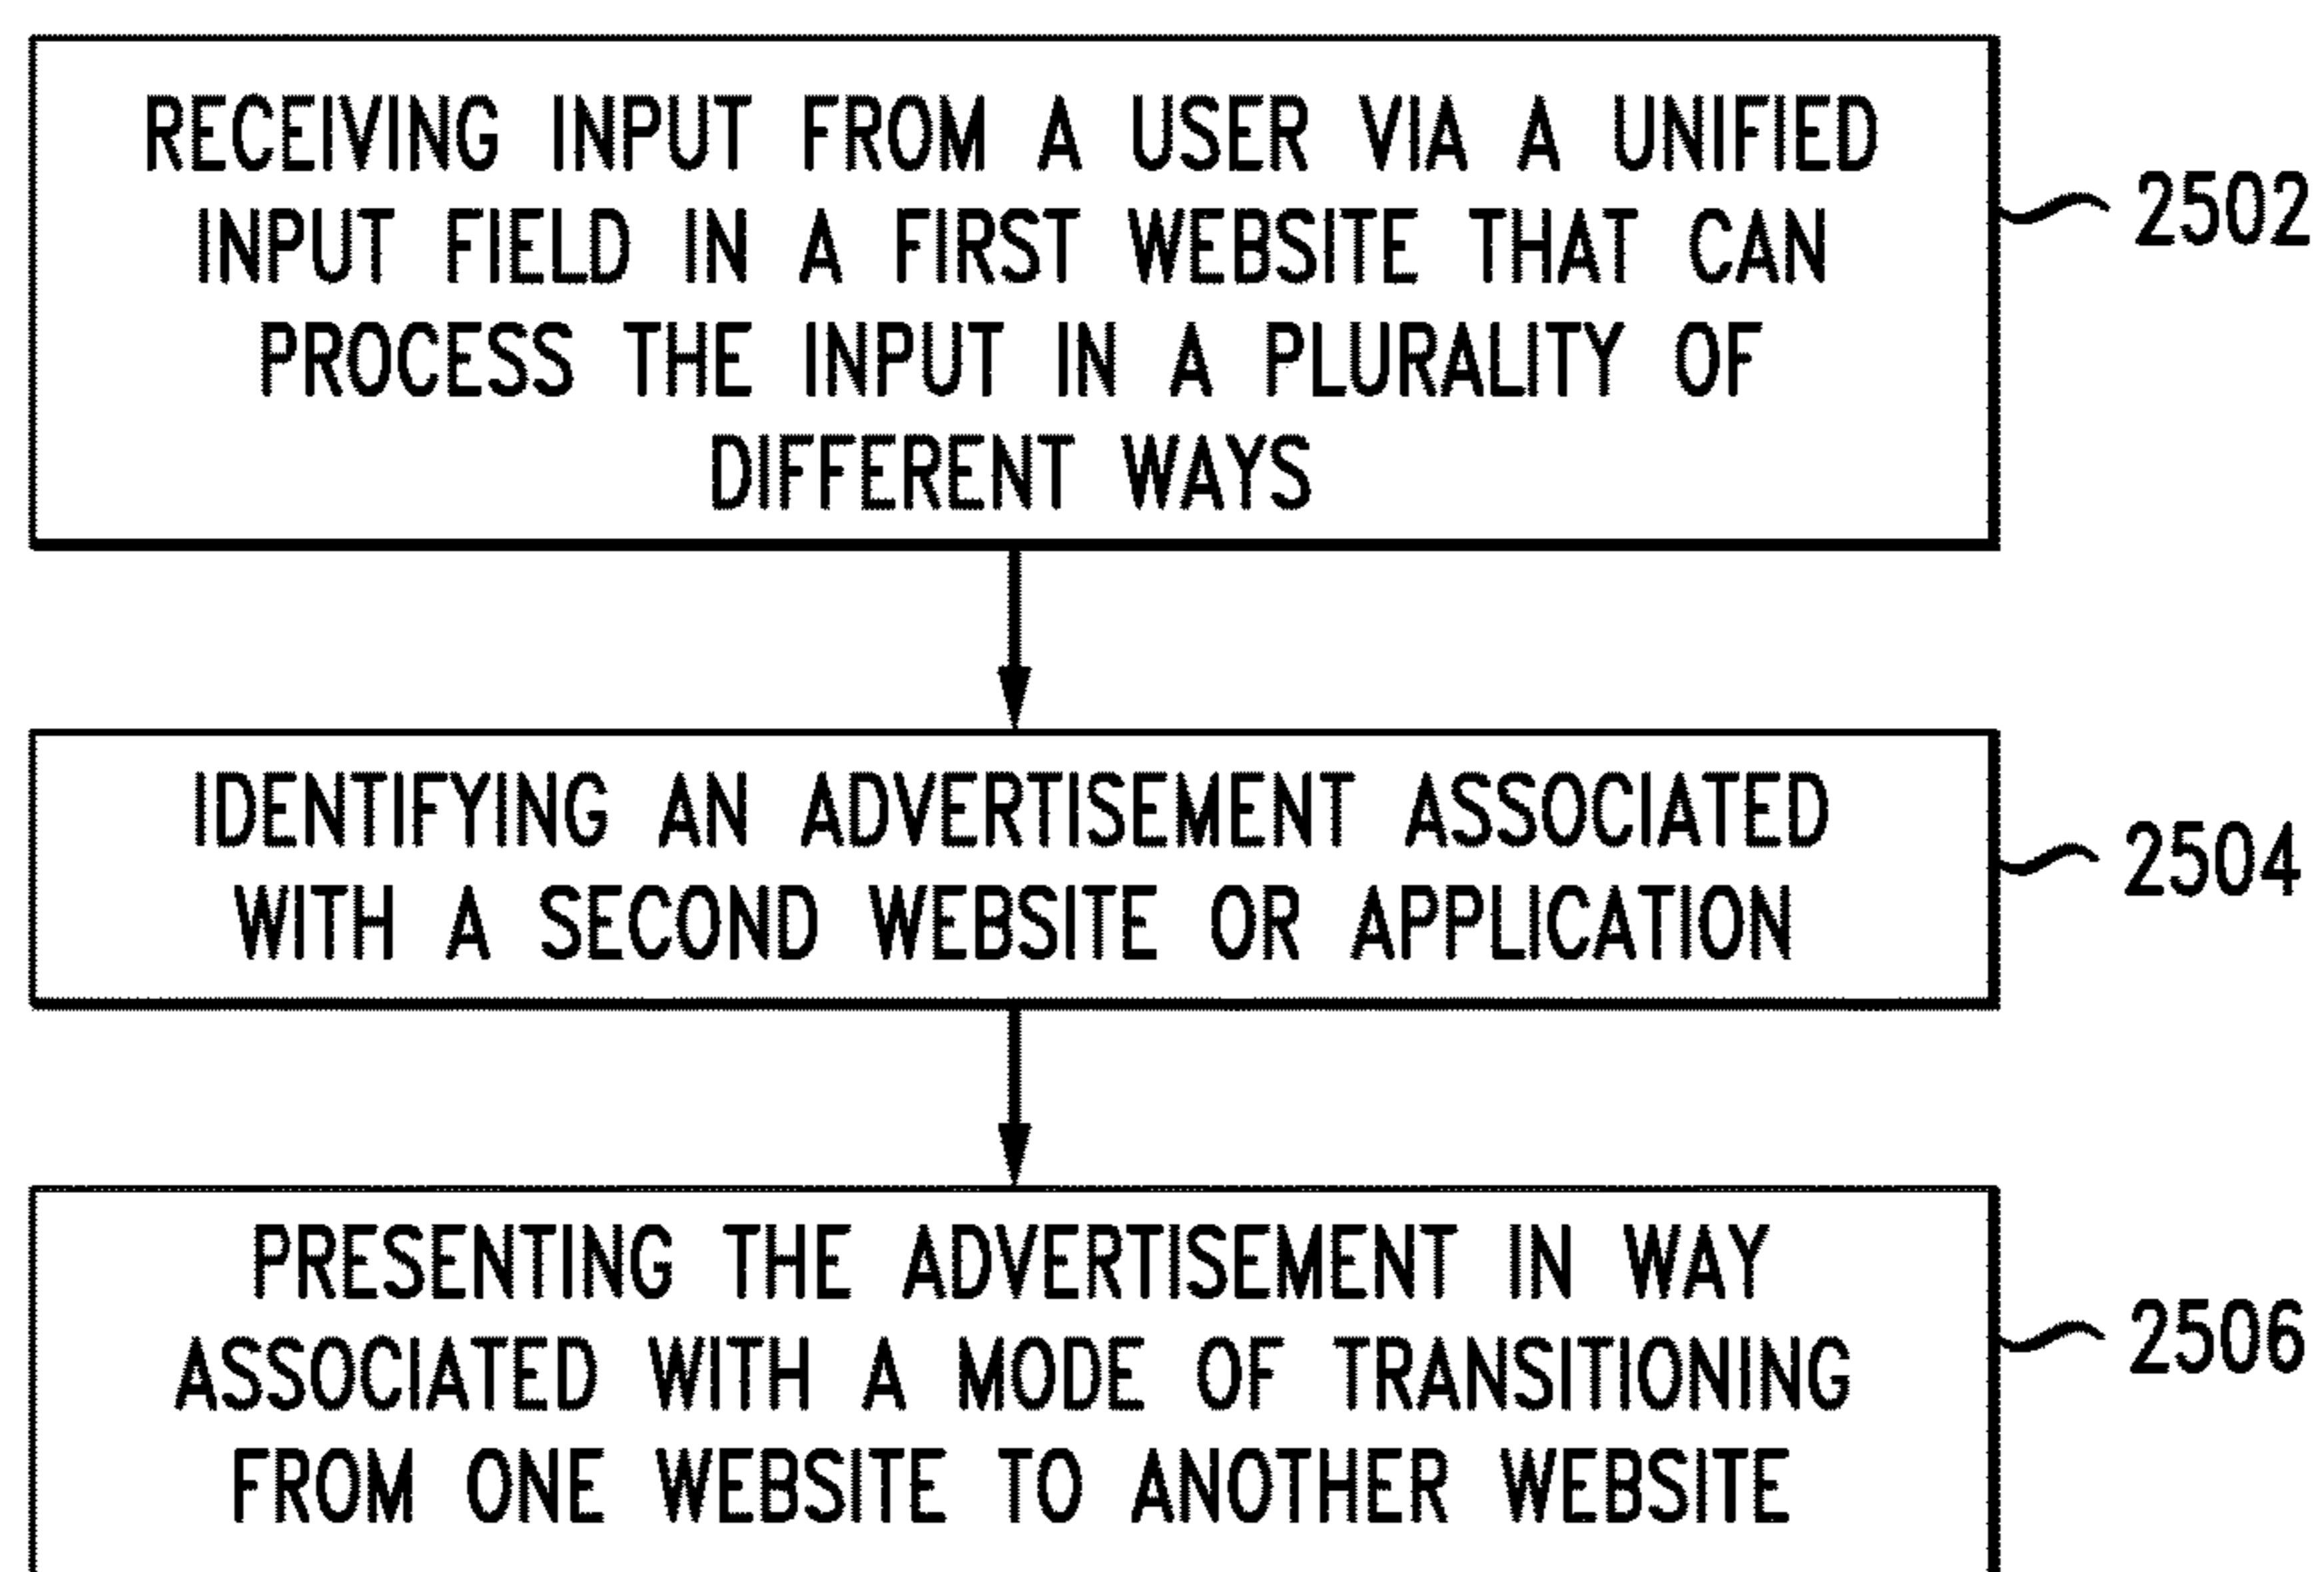 RECEIVING INPUT FROM A USER VIA A UNIFIED
INPUT FIELD IN A FIRST WEBSITE THAT CAN
PROCESS THE INPUT IN A PLURALITY OF
DIFFERENT WAYS
2502
IDENTIFYING AN ADVERTISEMENT ASSOCIATED
WITH A SECOND WEBSITE OR APPLICATION
2504
PRESENTING THE ADVERTISEMENT IN WAY
ASSOCIATED WITH A MODE OF TRANSITIONING
FROM ONE WEBSITE TO ANOTHER WEBSITE
2506